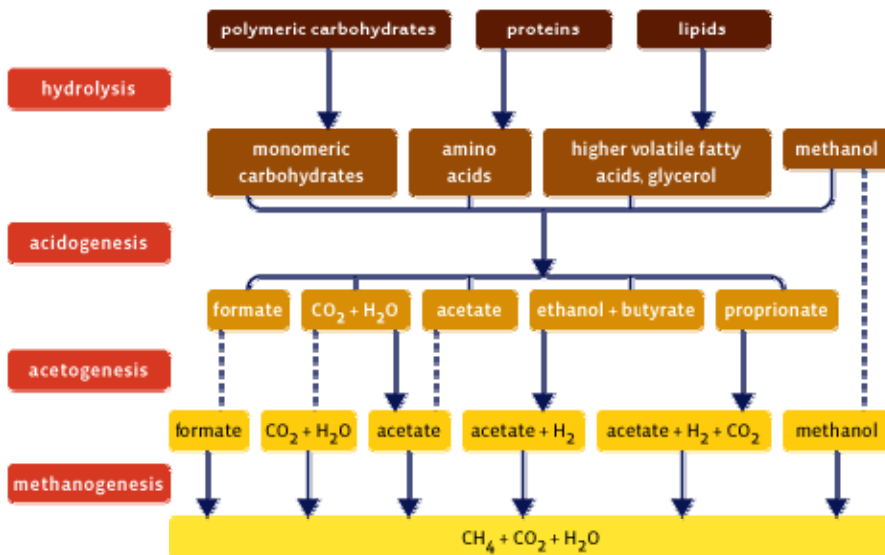 polymeric carbohydrates
proteins
lipids
hydrolysis
monomeric
carbohydrates
amino
acids
higher volatile fatty
acids, glycerol
methanol
acidogenesis
formate
CO₂ + H₂O
acetate
ethanol + butyrate
proprionate
acetogenesis
formate
CO₂ + H₂O
acetate
acetate + H₂
acetate + H₂ + CO₂
methanol
methanogenesis
CH₄ + CO₂ + H₂O